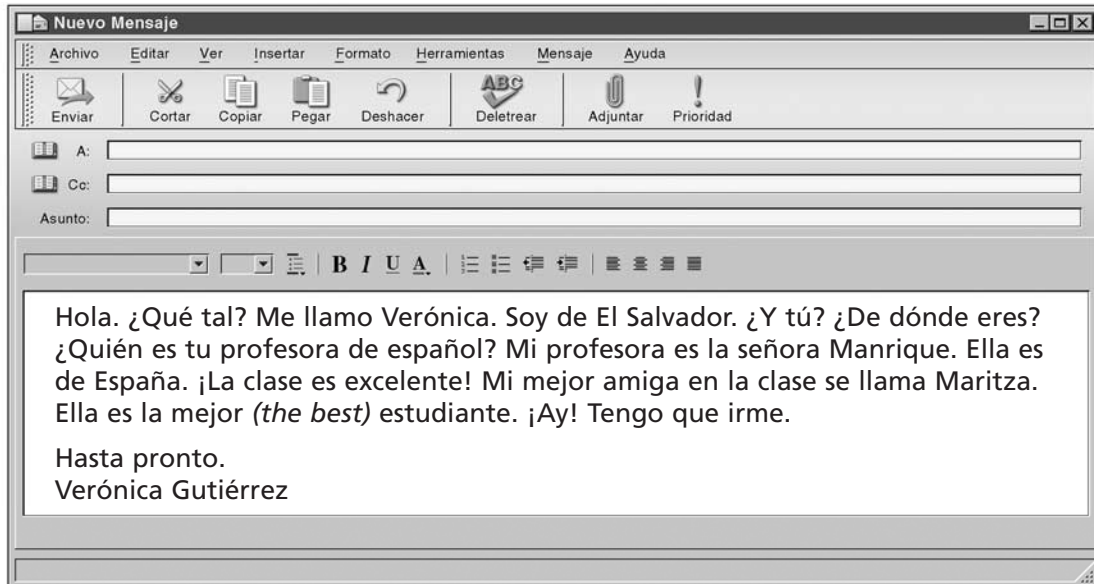 Nuevo Mensaje
Archivo Editar Ver Insertar Formato Herramientas Mensaje Ayuda
ABC
Enviar Cortar Copiar Pegar Deshacer Deletrear Adjuntar Prioridad
A:
Cc:
Asunto:
B I U A
Hola. ¿Qué tal? Me llamo Verónica. Soy de El Salvador. ¿Y tú? ¿De dónde eres?
¿Quién es tu profesora de español? Mi profesora es la señora Manrique. Ella es
de España. ¡La clase es excelente! Mi mejor amiga en la clase se llama Maritza.
Ella es la mejor (the best) estudiante. ¡Ay! Tengo que irme.
Hasta pronto.
Verónica Gutiérrez